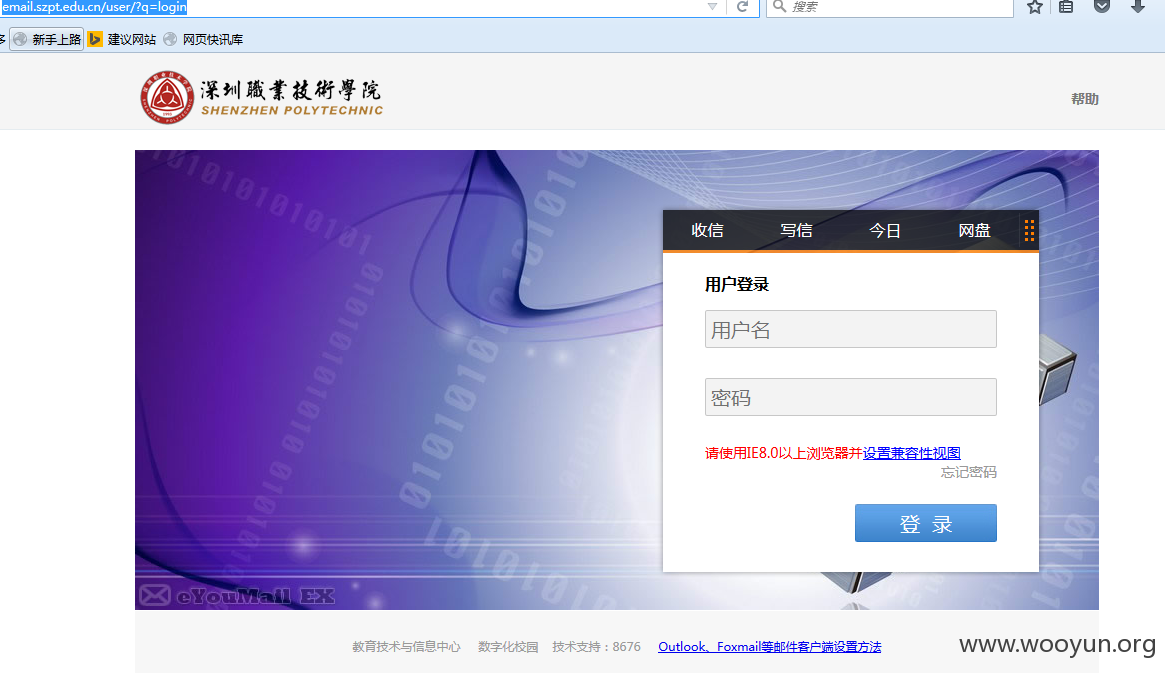 email.szpt.edu.cn/user/?q=login
搜索
新手上路 建议网站 网页快讯库
深圳職業技術學院
SHENZHEN POLYTECHNIC
帮助
收信 写信 今日 网盘
用户登录
用户名
密码
请使用IE8.0以上浏览器并设置兼容性视图
忘记密码
登 录
eYouMail EX
教育技术与信息中心 数字化校园 技术支持：8676 Outlook、Foxmail等邮件客户端设置方法
www.wooyun.org